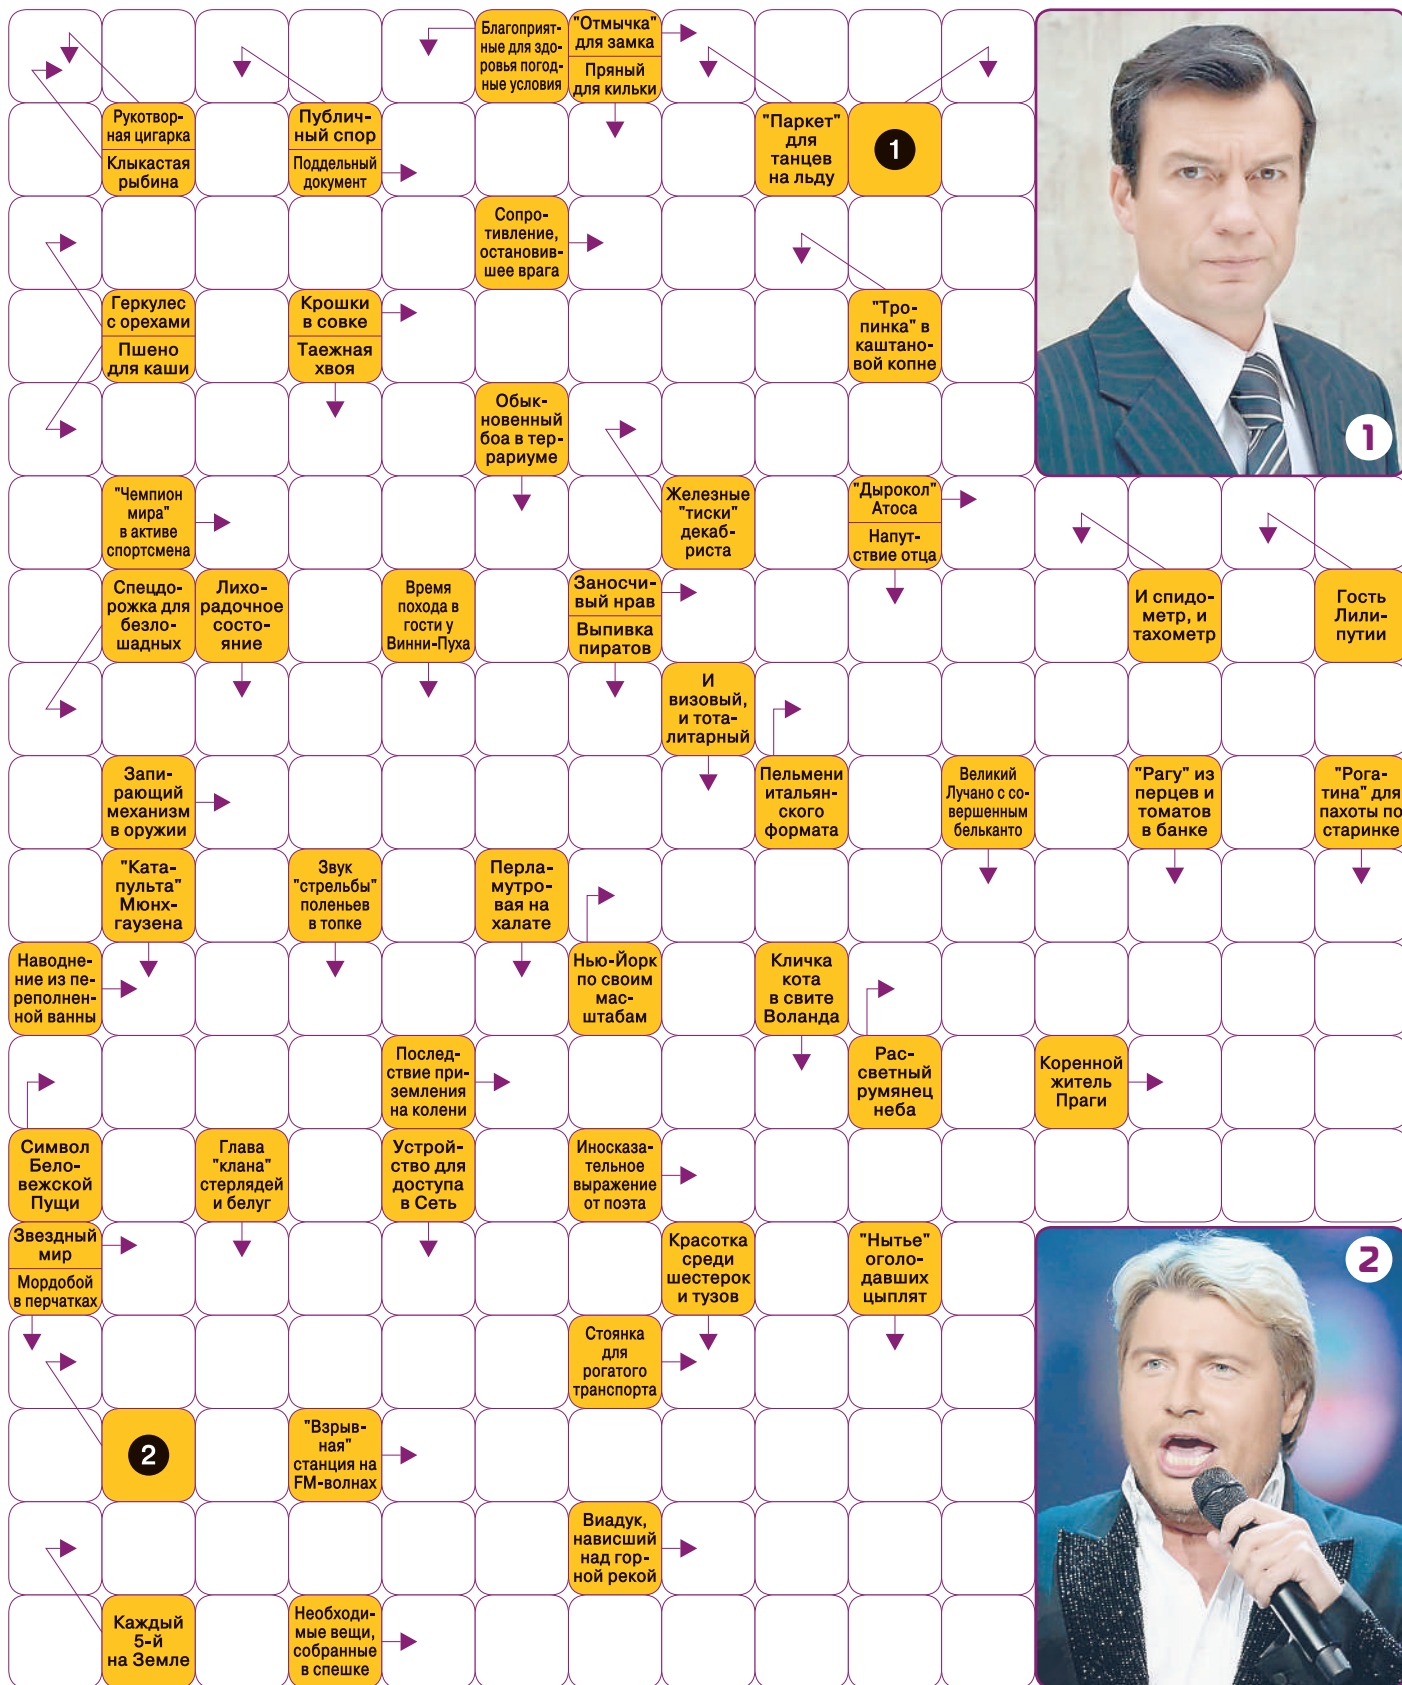 Благоприят-
ные для здо-
ровья погод-
ные условия
"Отмычка"
для замка
Пряный
для кильки
Рукотвор-
ная цигарка
Клыкастая
рыбина
Публич-
ный спор
Поддельный
документ
"Паркет"
для
танцев
на льду
1
Сопро-
тивление,
остановив-
шее врага
Геркулес
с орехами
Пшено
для каши
Крошки
в совке
Таежная
хвоя
"Тро-
пинка" в
каштано-
вой копне
Обык-
новенный
боа в тер-
рариуме
1
"Чемпион
мира"
в активе
спортсмена
Железные
"тиски"
декаб-
риста
"Дырокол"
Атоса
Напут-
ствие отца
Спецдо-
рожка для
безло-
шадных
Лихо-
радочное
состо-
яние
Время
похода в
гости у
Винни-Пуха
Заносчи-
вый нрав
Выпивка
пиратов
И спидо-
метр, и
тахометр
Гость
Лили-
путии
И
визовый,
и тота-
литарный
Запи-
рающий
механизм
в оружии
Пельмени
итальян-
ского
формата
Великий
Лучано с со-
вершенным
бельканто
"Рагу" из
перцев и
томатов
в банке
"Рога-
тина" для
пахоты по
старинке
"Ката-
пульта"
Мюнх-
гаузена
Звук
"стрельбы"
поленьев
в топке
Перла-
мутро-
вая на
халате
Наводне-
ние из пе-
реполнен-
ной ванны
Нью-Йорк
по своим
мас-
штабам
Кличка
кота
в свите
Воланда
Послед-
ствие при-
земления
на колени
Рас-
светный
румянец
неба
Коренной
житель
Праги
Символ
Бело-
вежской
Пущи
Глава
"клана"
стерлядей
и белуг
Устрой-
ство для
доступа
в Сеть
Иносказа-
тельное
выражение
от поэта
Звездный
мир
Мордобой
в перчатках
Красотка
среди
шестерок
и тузов
"Нытье"
оголо-
давших
цыплят
2
Стоянка
для
рогатого
транспорта
2
"Взрыв-
ная"
станция на
FM-волнах
Виадук,
нависший
над гор-
ной рекой
Каждый
5-й
на Земле
Необходи-
мые вещи,
собранные
в спешке